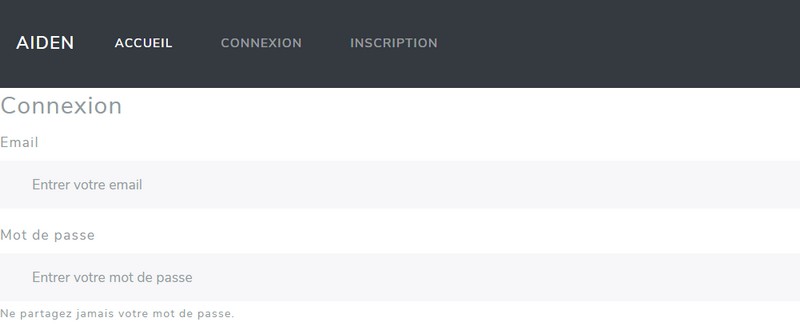 AIDEN ACCUEIL CONNEXION INSCRIPTION
Connexion
Email
Entrer votre email
Mot de passe
Entrer votre mot de passe
Ne partagez jamais votre mot de passe.